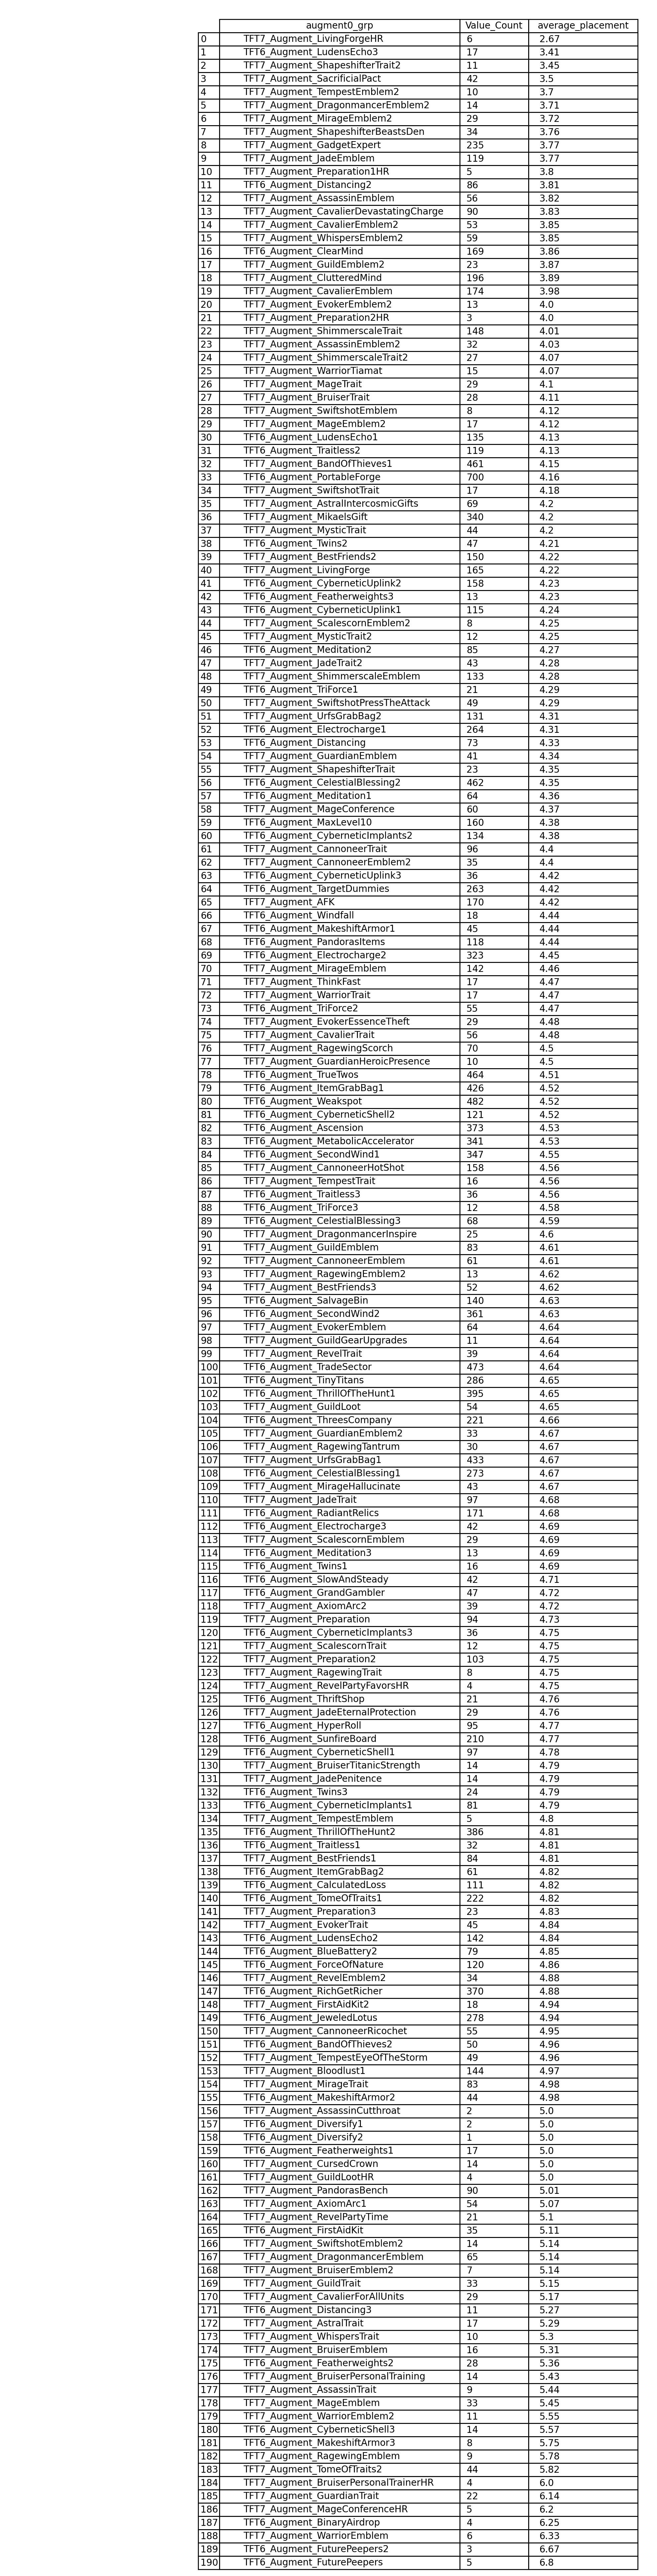 augment0_grp Value_Count average_placement
0 TFT7_Augment_LivingForgeHR 6 2.67
1 TFT6_Augment_LudensEcho3 17 3.41
2 TFT7_Augment_ShapeshifterTrait2 11 3.45
3 TFT7_Augment_SacrificialPact 42 3.5
4 TFT7_Augment_TempestEmblem2 10 3.7
5 TFT7_Augment_DragonmancerEmblem2 14 3.71
6 TFT7_Augment_MirageEmblem2 29 3.72
7 TFT7_Augment_ShapeshifterBeastsDen 34 3.76
8 TFT7_Augment_GadgetExpert 235 3.77
9 TFT7_Augment_JadeEmblem 119 3.77
10 TFT7_Augment_Preparation1HR 5 3.8
11 TFT6_Augment_Distancing2 86 3.81
12 TFT7_Augment_AssassinEmblem 56 3.82
13 TFT7_Augment_CavalierDevastatingCharge 90 3.83
14 TFT7_Augment_CavalierEmblem2 53 3.85
15 TFT7_Augment_WhispersEmblem2 59 3.85
16 TFT6_Augment_ClearMind 169 3.86
17 TFT7_Augment_GuildEmblem2 23 3.87
18 TFT7_Augment_ClutteredMind 196 3.89
19 TFT7_Augment_CavalierEmblem 174 3.98
20 TFT7_Augment_EvokerEmblem2 13 4.0
21 TFT7_Augment_Preparation2HR 3 4.0
22 TFT7_Augment_ShimmerscaleTrait 148 4.01
23 TFT7_Augment_AssassinEmblem2 32 4.03
24 TFT7_Augment_ShimmerscaleTrait2 27 4.07
25 TFT7_Augment_WarriorTiamat 15 4.07
26 TFT7_Augment_MageTrait 29 4.1
27 TFT7_Augment_BruiserTrait 28 4.11
28 TFT7_Augment_SwiftshotEmblem 8 4.12
29 TFT7_Augment_MageEmblem2 17 4.12
30 TFT6_Augment_LudensEcho1 135 4.13
31 TFT6_Augment_Traitless2 119 4.13
32 TFT7_Augment_BandOfThieves1 461 4.15
33 TFT6_Augment_PortableForge 700 4.16
34 TFT7_Augment_SwiftshotTrait 17 4.18
35 TFT7_Augment_AstralIntercosmicGifts 69 4.2
36 TFT7_Augment_MikaelsGift 340 4.2
37 TFT7_Augment_MysticTrait 44 4.2
38 TFT6_Augment_Twins2 47 4.21
39 TFT7_Augment_BestFriends2 150 4.22
40 TFT7_Augment_LivingForge 165 4.22
41 TFT6_Augment_CyberneticUplink2 158 4.23
42 TFT6_Augment_Featherweights3 13 4.23
43 TFT6_Augment_CyberneticUplink1 115 4.24
44 TFT7_Augment_ScalescornEmblem2 8 4.25
45 TFT7_Augment_MysticTrait2 12 4.25
46 TFT6_Augment_Meditation2 85 4.27
47 TFT7_Augment_JadeTrait2 43 4.28
48 TFT7_Augment_ShimmerscaleEmblem 133 4.28
49 TFT6_Augment_TriForce1 21 4.29
50 TFT7_Augment_SwiftshotPressTheAttack 49 4.29
51 TFT7_Augment_UrfsGrabBag2 131 4.31
52 TFT6_Augment_Electrocharge1 264 4.31
53 TFT6_Augment_Distancing 73 4.33
54 TFT7_Augment_GuardianEmblem 41 4.34
55 TFT7_Augment_ShapeshifterTrait 23 4.35
56 TFT6_Augment_CelestialBlessing2 462 4.35
57 TFT6_Augment_Meditation1 64 4.36
58 TFT7_Augment_MageConference 60 4.37
59 TFT7_Augment_MaxLevel10 160 4.38
60 TFT6_Augment_CyberneticImplants2 134 4.38
61 TFT7_Augment_CannoneerTrait 96 4.4
62 TFT7_Augment_CannoneerEmblem2 35 4.4
63 TFT6_Augment_CyberneticUplink3 36 4.42
64 TFT6_Augment_TargetDummies 263 4.42
65 TFT7_Augment_AFK 170 4.42
66 TFT6_Augment_Windfall 18 4.44
67 TFT6_Augment_MakeshiftArmor1 45 4.44
68 TFT6_Augment_PandorasItems 118 4.44
69 TFT6_Augment_Electrocharge2 323 4.45
70 TFT7_Augment_MirageEmblem 142 4.46
71 TFT7_Augment_ThinkFast 17 4.47
72 TFT7_Augment_WarriorTrait 17 4.47
73 TFT6_Augment_TriForce2 55 4.47
74 TFT7_Augment_EvokerEssenceTheft 29 4.48
75 TFT7_Augment_CavalierTrait 56 4.48
76 TFT7_Augment_RagewingScorch 70 4.5
77 TFT7_Augment_GuardianHeroicPresence 10 4.5
78 TFT6_Augment_TrueTwos 464 4.51
79 TFT6_Augment_ItemGrabBag1 426 4.52
80 TFT6_Augment_Weakspot 482 4.52
81 TFT6_Augment_CyberneticShell2 121 4.52
82 TFT6_Augment_Ascension 373 4.53
83 TFT6_Augment_MetabolicAccelerator 341 4.53
84 TFT6_Augment_SecondWind1 347 4.55
85 TFT7_Augment_CannoneerHotShot 158 4.56
86 TFT7_Augment_TempestTrait 16 4.56
87 TFT6_Augment_Traitless3 36 4.56
88 TFT6_Augment_TriForce3 12 4.58
89 TFT6_Augment_CelestialBlessing3 68 4.59
90 TFT7_Augment_DragonmancerInspire 25 4.6
91 TFT7_Augment_GuildEmblem 83 4.61
92 TFT7_Augment_CannoneerEmblem 61 4.61
93 TFT7_Augment_RagewingEmblem2 13 4.62
94 TFT7_Augment_BestFriends3 52 4.62
95 TFT6_Augment_SalvageBin 140 4.63
96 TFT6_Augment_SecondWind2 361 4.63
97 TFT7_Augment_EvokerEmblem 64 4.64
98 TFT7_Augment_GuildGearUpgrades 11 4.64
99 TFT7_Augment_RevelTrait 39 4.64
100 TFT6_Augment_TradeSector 473 4.64
101 TFT6_Augment_TinyTitans 286 4.65
102 TFT6_Augment_ThrillOfTheHunt1 395 4.65
103 TFT7_Augment_GuildLoot 54 4.65
104 TFT6_Augment_ThreesCompany 221 4.66
105 TFT7_Augment_GuardianEmblem2 33 4.67
106 TFT7_Augment_RagewingTantrum 30 4.67
107 TFT7_Augment_UrfsGrabBag1 433 4.67
108 TFT6_Augment_CelestialBlessing1 273 4.67
109 TFT7_Augment_MirageHallucinate 43 4.67
110 TFT7_Augment_JadeTrait 97 4.68
111 TFT6_Augment_RadiantRelics 171 4.68
112 TFT6_Augment_Electrocharge3 42 4.69
113 TFT7_Augment_ScalescornEmblem 29 4.69
114 TFT6_Augment_Meditation3 13 4.69
115 TFT6_Augment_Twins1 16 4.69
116 TFT6_Augment_SlowAndSteady 42 4.71
117 TFT6_Augment_GrandGambler 47 4.72
118 TFT7_Augment_AxiomArc2 39 4.72
119 TFT7_Augment_Preparation 94 4.73
120 TFT6_Augment_CyberneticImplants3 36 4.75
121 TFT7_Augment_ScalescornTrait 12 4.75
122 TFT7_Augment_Preparation2 103 4.75
123 TFT7_Augment_RagewingTrait 8 4.75
124 TFT7_Augment_RevelPartyFavorsHR 4 4.75
125 TFT6_Augment_ThriftShop 21 4.76
126 TFT7_Augment_JadeEternalProtection 29 4.76
127 TFT6_Augment_HyperRoll 95 4.77
128 TFT6_Augment_SunfireBoard 210 4.77
129 TFT6_Augment_CyberneticShell1 97 4.78
130 TFT7_Augment_BruiserTitanicStrength 14 4.79
131 TFT7_Augment_JadePenitence 14 4.79
132 TFT6_Augment_Twins3 24 4.79
133 TFT6_Augment_CyberneticImplants1 81 4.79
134 TFT7_Augment_TempestEmblem 5 4.8
135 TFT6_Augment_ThrillOfTheHunt2 386 4.81
136 TFT6_Augment_Traitless1 32 4.81
137 TFT7_Augment_BestFriends1 84 4.81
138 TFT6_Augment_ItemGrabBag2 61 4.82
139 TFT6_Augment_CalculatedLoss 111 4.82
140 TFT6_Augment_TomeOfTraits1 222 4.82
141 TFT7_Augment_Preparation3 23 4.83
142 TFT7_Augment_EvokerTrait 45 4.84
143 TFT6_Augment_LudensEcho2 142 4.84
144 TFT6_Augment_BlueBattery2 79 4.85
145 TFT6_Augment_ForceOfNature 120 4.86
146 TFT7_Augment_RevelEmblem2 34 4.88
147 TFT6_Augment_RichGetRicher 370 4.88
148 TFT7_Augment_FirstAidKit2 18 4.94
149 TFT6_Augment_JeweledLotus 278 4.94
150 TFT7_Augment_CannoneerRicochet 55 4.95
151 TFT6_Augment_BandOfThieves2 50 4.96
152 TFT7_Augment_TempestEyeOfTheStorm 49 4.96
153 TFT7_Augment_Bloodlust1 144 4.97
154 TFT7_Augment_MirageTrait 83 4.98
155 TFT6_Augment_MakeshiftArmor2 44 4.98
156 TFT7_Augment_AssassinCutthroat 2 5.0
157 TFT6_Augment_Diversify1 2 5.0
158 TFT6_Augment_Diversify2 1 5.0
159 TFT6_Augment_Featherweights1 17 5.0
160 TFT7_Augment_CursedCrown 14 5.0
161 TFT7_Augment_GuildLootHR 4 5.0
162 TFT7_Augment_PandorasBench 90 5.01
163 TFT7_Augment_AxiomArc1 54 5.07
164 TFT7_Augment_RevelPartyTime 21 5.1
165 TFT6_Augment_FirstAidKit 35 5.11
166 TFT7_Augment_SwiftshotEmblem2 14 5.14
167 TFT7_Augment_DragonmancerEmblem 65 5.14
168 TFT7_Augment_BruiserEmblem2 7 5.14
169 TFT7_Augment_GuildTrait 33 5.15
170 TFT7_Augment_CavalierForAllUnits 29 5.17
171 TFT6_Augment_Distancing3 11 5.27
172 TFT7_Augment_AstralTrait 17 5.29
173 TFT7_Augment_WhispersTrait 10 5.3
174 TFT7_Augment_BruiserEmblem 16 5.31
175 TFT6_Augment_Featherweights2 28 5.36
176 TFT7_Augment_BruiserPersonalTraining 14 5.43
177 TFT7_Augment_AssassinTrait 9 5.44
178 TFT7_Augment_MageEmblem 33 5.45
179 TFT7_Augment_WarriorEmblem2 11 5.55
180 TFT6_Augment_CyberneticShell3 14 5.57
181 TFT6_Augment_MakeshiftArmor3 8 5.75
182 TFT7_Augment_RagewingEmblem 9 5.78
183 TFT7_Augment_TomeOfTraits2 44 5.82
184 TFT7_Augment_BruiserPersonalTrainerHR 4 6.0
185 TFT7_Augment_GuardianTrait 22 6.14
186 TFT7_Augment_MageConferenceHR 5 6.2
187 TFT6_Augment_BinaryAirdrop 4 6.25
188 TFT7_Augment_WarriorEmblem 6 6.33
189 TFT6_Augment_FuturePeepers2 3 6.67
190 TFT6_Augment_FuturePeepers 5 6.8